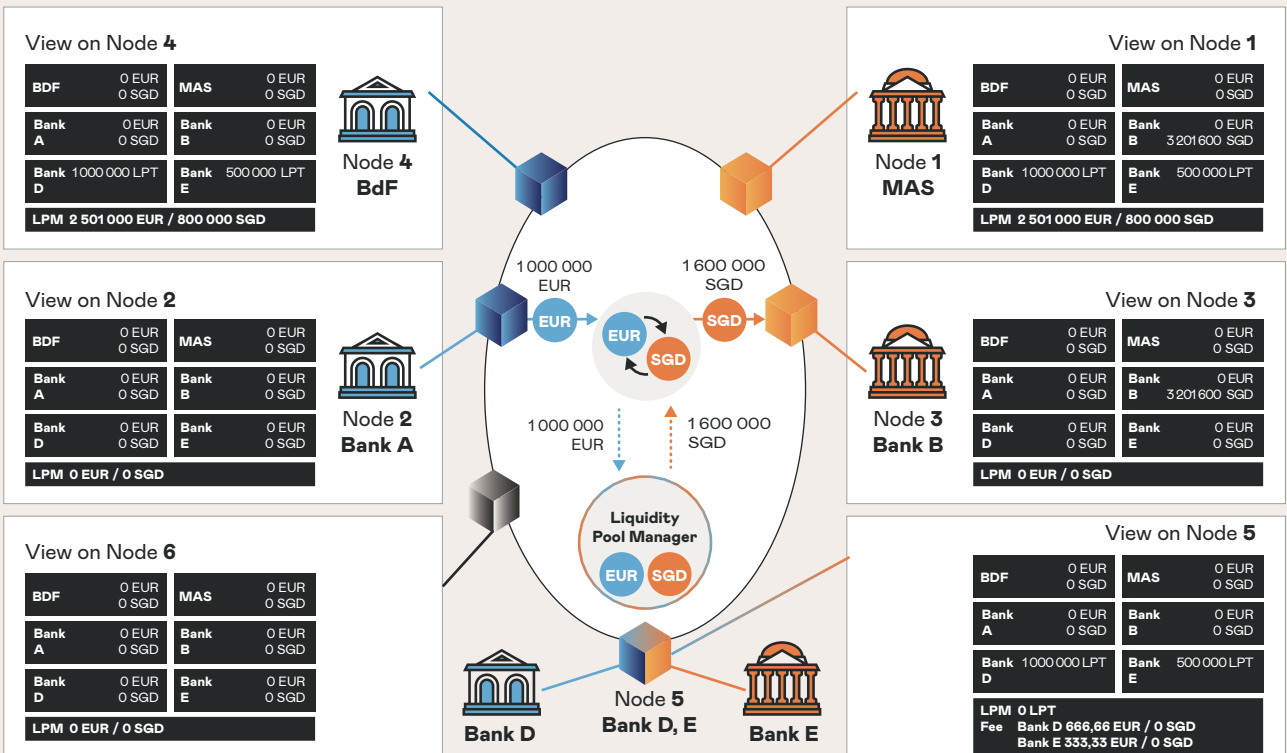 View on Node 4
BDF 0 EUR
0 SGD
MAS 0 EUR
0 SGD
Bank A 0 EUR
0 SGD
Bank B 0 EUR
0 SGD
Bank D 1 000 000 LPT
Bank E 500 000 LPT
LPM 2 501 000 EUR / 800 000 SGD
Node 4
BdF
View on Node 1
BDF 0 EUR
0 SGD
MAS 0 EUR
0 SGD
Bank A 0 EUR
0 SGD
Bank B 0 EUR
3 201 600 SGD
Bank D 1 000 000 LPT
Bank E 500 000 LPT
LPM 2 501 000 EUR / 800 000 SGD
Node 1
MAS
View on Node 2
BDF 0 EUR
0 SGD
MAS 0 EUR
0 SGD
Bank A 0 EUR
0 SGD
Bank B 0 EUR
0 SGD
Bank D 0 EUR
0 SGD
Bank E 0 EUR
0 SGD
LPM 0 EUR / 0 SGD
Node 2
Bank A
1 000 000
EUR
EUR
EUR
SGD
1 600 000
SGD
SGD
1 000 000
EUR
1 600 000
SGD
Liquidity
Pool Manager
EUR SGD
View on Node 3
BDF 0 EUR
0 SGD
MAS 0 EUR
0 SGD
Bank A 0 EUR
0 SGD
Bank B 0 EUR
3 201 600 SGD
Bank D 0 EUR
0 SGD
Bank E 0 EUR
0 SGD
LPM 0 EUR / 0 SGD
Node 3
Bank B
View on Node 6
BDF 0 EUR
0 SGD
MAS 0 EUR
0 SGD
Bank A 0 EUR
0 SGD
Bank B 0 EUR
0 SGD
Bank D 0 EUR
0 SGD
Bank E 0 EUR
0 SGD
LPM 0 EUR / 0 SGD
Bank D
Node 5
Bank D, E
Bank E
View on Node 5
BDF 0 EUR
0 SGD
MAS 0 EUR
0 SGD
Bank A 0 EUR
0 SGD
Bank B 0 EUR
0 SGD
Bank D 1 000 000 LPT
Bank E 500 000 LPT
LPM 0 LPT
Fee Bank D 666,66 EUR / 0 SGD
Bank E 333,33 EUR / 0 SGD